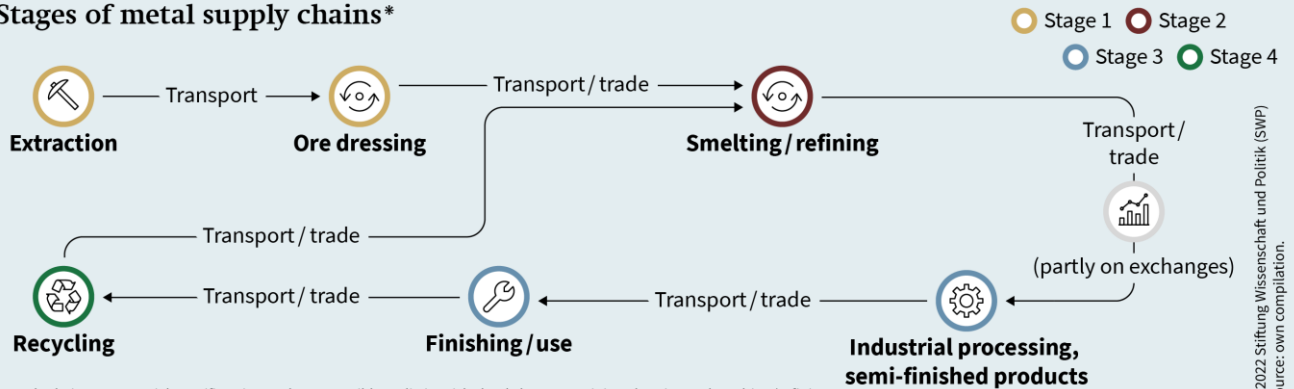 Stages of metal supply chains*
Stage 1 Stage 2
Stage 3 Stage 4
Extraction
Transport
Ore dressing
Transport / trade
Smelting / refining
Transport /
trade
(partly on exchanges)
Industrial processing,
semi-finished products
Transport / trade
Finishing / use
Transport / trade
Recycling
Transport / trade
2022 Stiftung Wissenschaft und Politik (SWP)
own compilation.